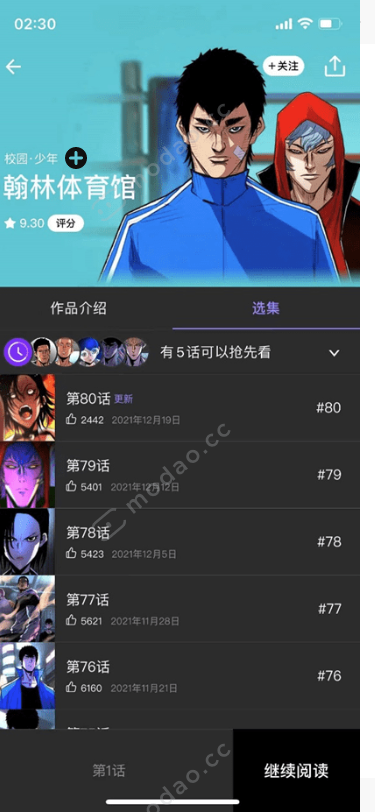 02:30
+关注
校园·少年
翰林体育馆
9.30 评分
作品介绍 选集
有5话可以抢先看
第80话 更新
2442 2021年12月19日
#80
第79话
5401 2021年12月12日
#79
第78话
5423 2021年12月5日
#78
第77话
5621 2021年11月28日
#77
第76话
6160 2021年11月21日
#76
第1话 继续阅读
modao.cc
modao.cc
modao.cc